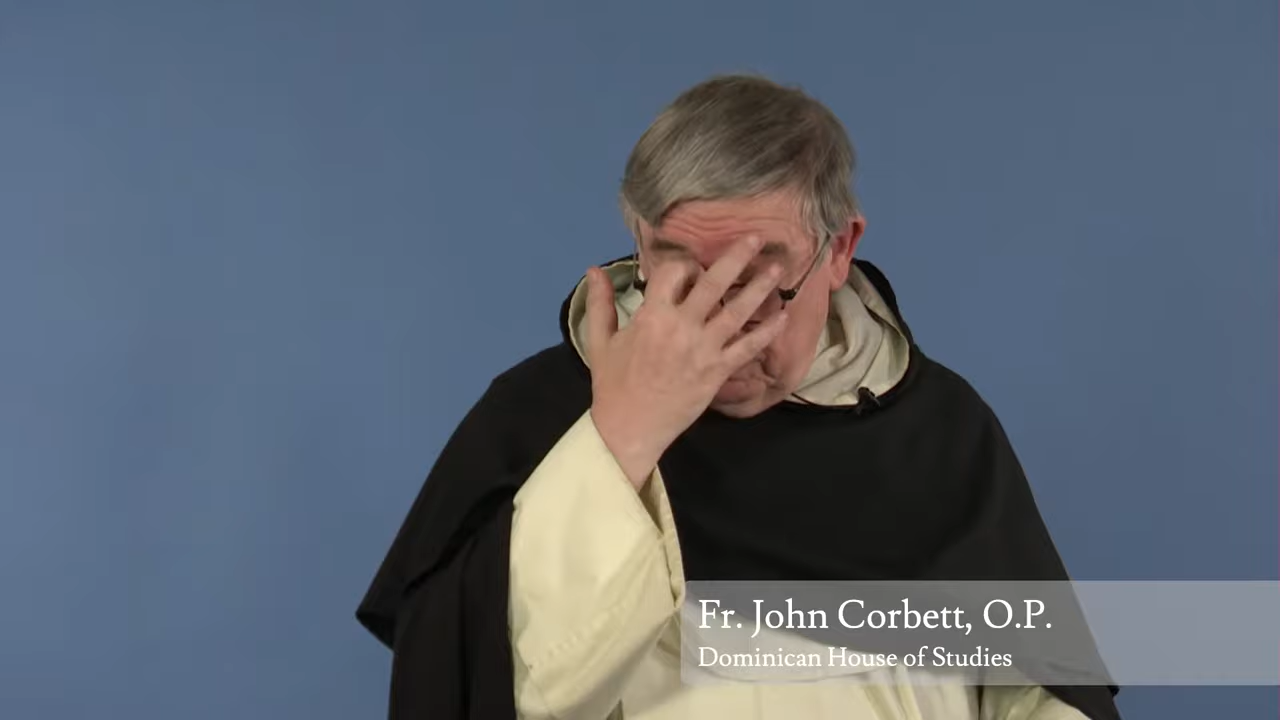 Fr. John Corbett, O.P.
Dominican House of Studies